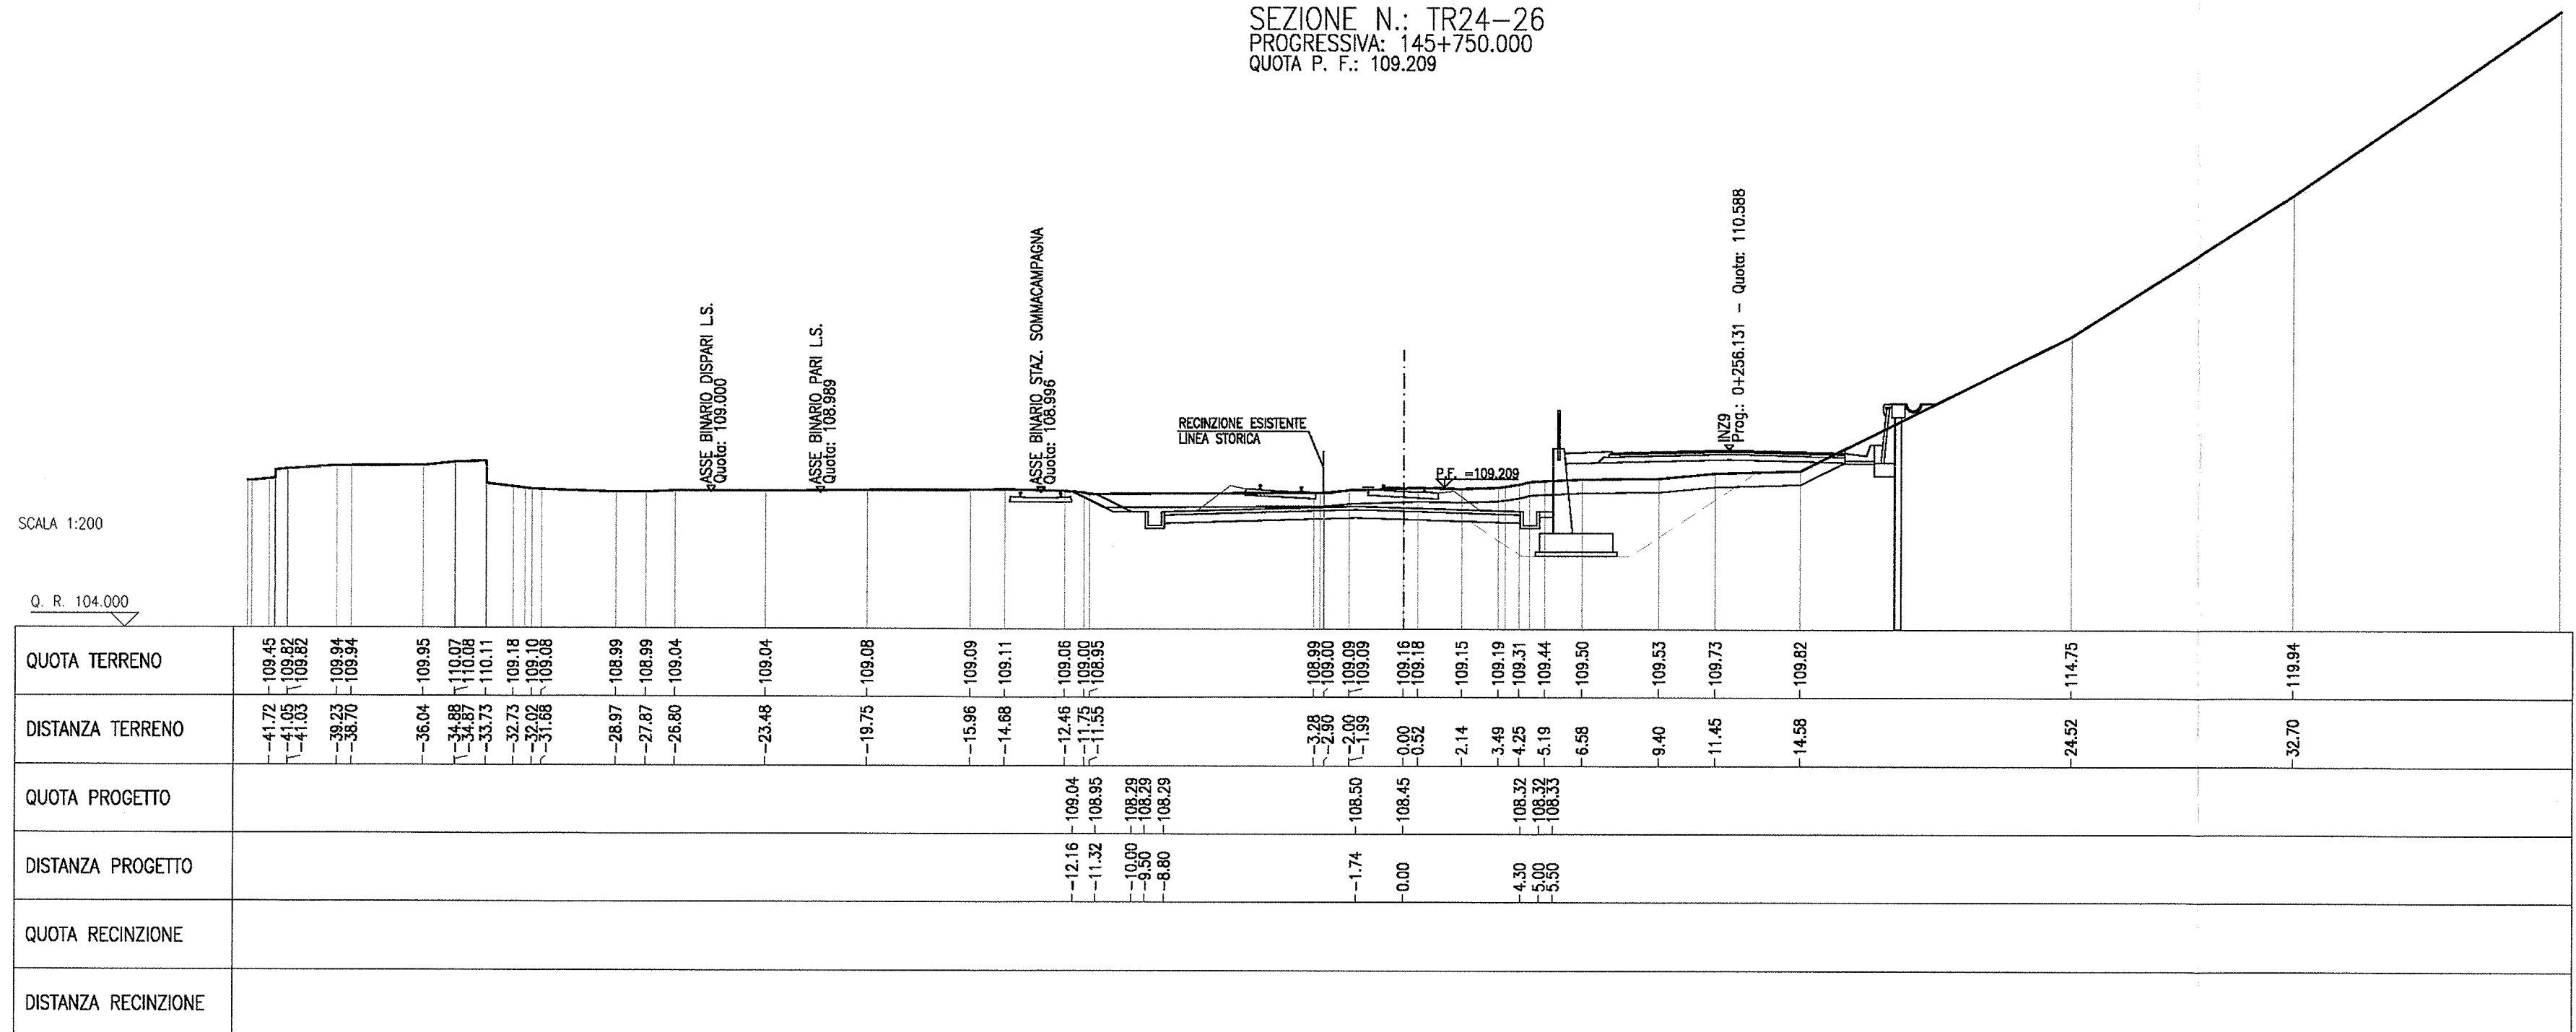 SEZIONE N.: TR24-26
PROGRESSIVA: 145+750.000
QUOTA P. F.: 109.209
ASSE BINARIO DISPARI L.S.
Quota: 109.000
ASSE BINARIO PARI L.S.
Quota: 108.989
ASSE BINARIO STAZ. SOMMACAMPAGNA
Quota: 108.996
RECINZIONE ESISTENTE
LINEA STORICA
P.F. =109.209
INZ9
Prog.: 0+256.131 - Quota: 110.588
SCALA 1:200
Q. R. 104.000
QUOTA TERRENO 109.45 109.82 109.82 109.94 109.94 109.95 110.07 110.08 110.11 109.18 109.10 109.08 108.99 108.99 109.04 109.04 109.08 109.09 109.11 109.06 109.00 108.95 108.99 109.00 109.09 109.09 109.16 109.18 109.15 109.19 109.31 109.44 109.50 109.53 109.73 109.82 114.75 119.94
DISTANZA TERRENO -41.72 -41.05 -41.03 -39.23 -38.70 -36.04 -34.88 -34.87 -33.73 -32.73 -32.02 -31.68 -28.97 -27.87 -26.80 -23.48 -19.75 -15.96 -14.68 -12.46 -11.75 -11.55 -3.28 -2.90 -2.00 -1.99 0.00 0.52 2.14 3.49 4.25 5.19 6.58 9.40 11.45 14.58 24.52 32.70
QUOTA PROGETTO 109.04 108.95 108.29 108.29 108.29 108.50 108.45 108.32 108.32 108.33
DISTANZA PROGETTO -12.16 -11.32 -10.00 -9.50 -8.80 -1.74 0.00 4.30 5.00 5.50
QUOTA RECINZIONE
DISTANZA RECINZIONE